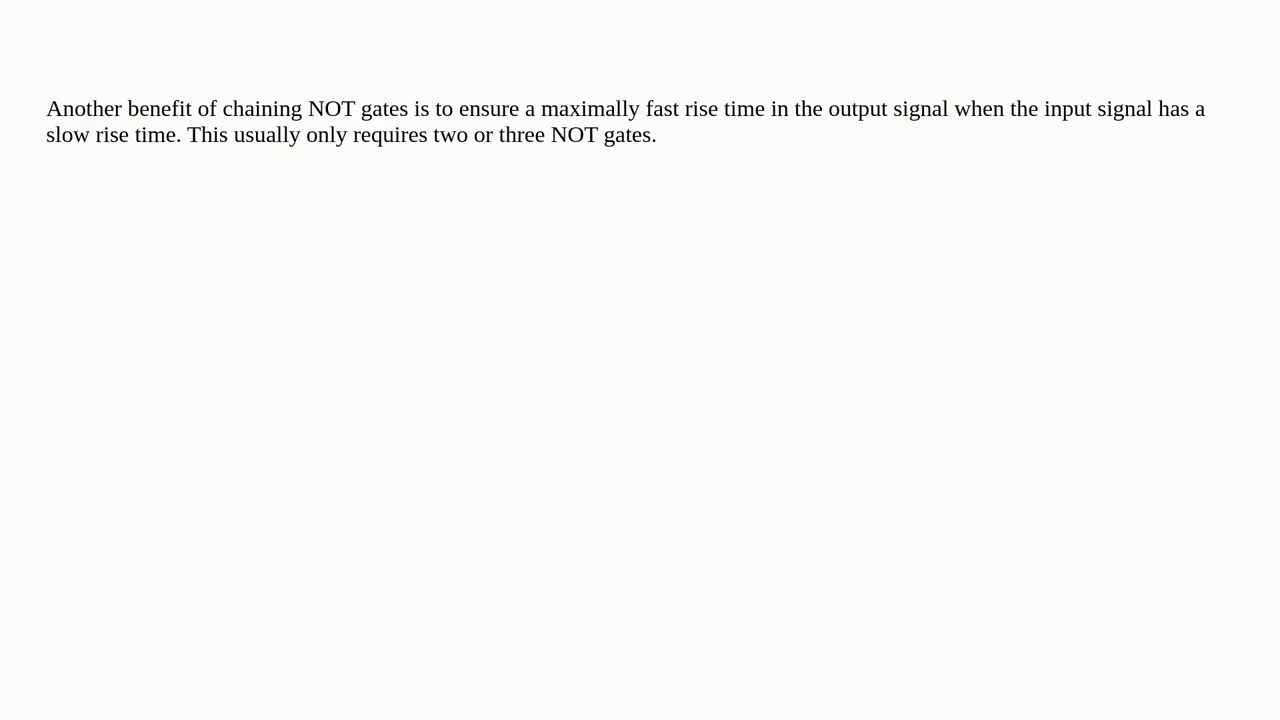 Another benefit of chaining NOT gates is to ensure a maximally fast rise time in the output signal when the input signal has a
slow rise time. This usually only requires two or three NOT gates.